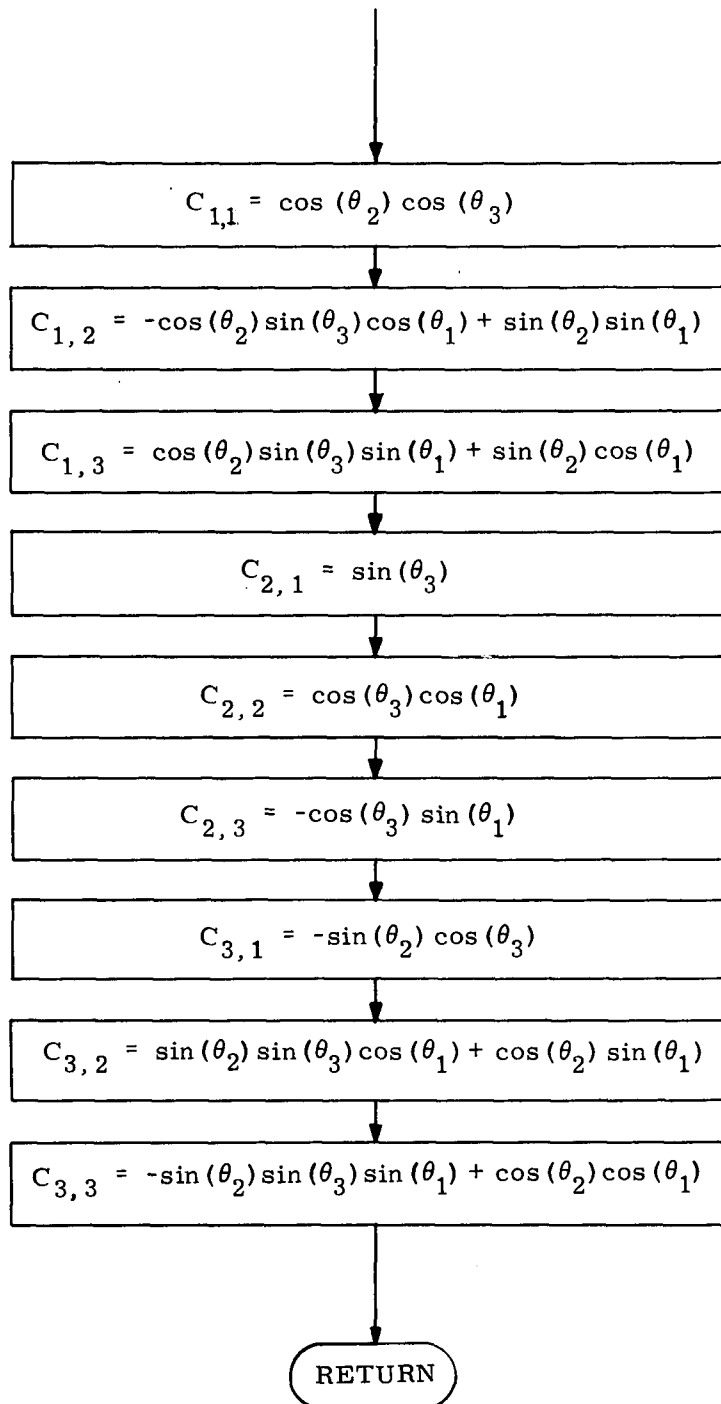 C₁,₁ = cos (θ₂) cos (θ₃)
C₁,₂ = -cos (θ₂) sin (θ₃) cos (θ₁) + sin (θ₂) sin (θ₁)
C₁,₃ = cos (θ₂) sin (θ₃) sin (θ₁) + sin (θ₂) cos (θ₁)
C₂,₁ = sin (θ₃)
C₂,₂ = cos (θ₃) cos (θ₁)
C₂,₃ = -cos (θ₃) sin (θ₁)
C₃,₁ = -sin (θ₂) cos (θ₃)
C₃,₂ = sin (θ₂) sin (θ₃) cos (θ₁) + cos (θ₂) sin (θ₁)
C₃,₃ = -sin (θ₂) sin (θ₃) sin (θ₁) + cos (θ₂) cos (θ₁)
RETURN